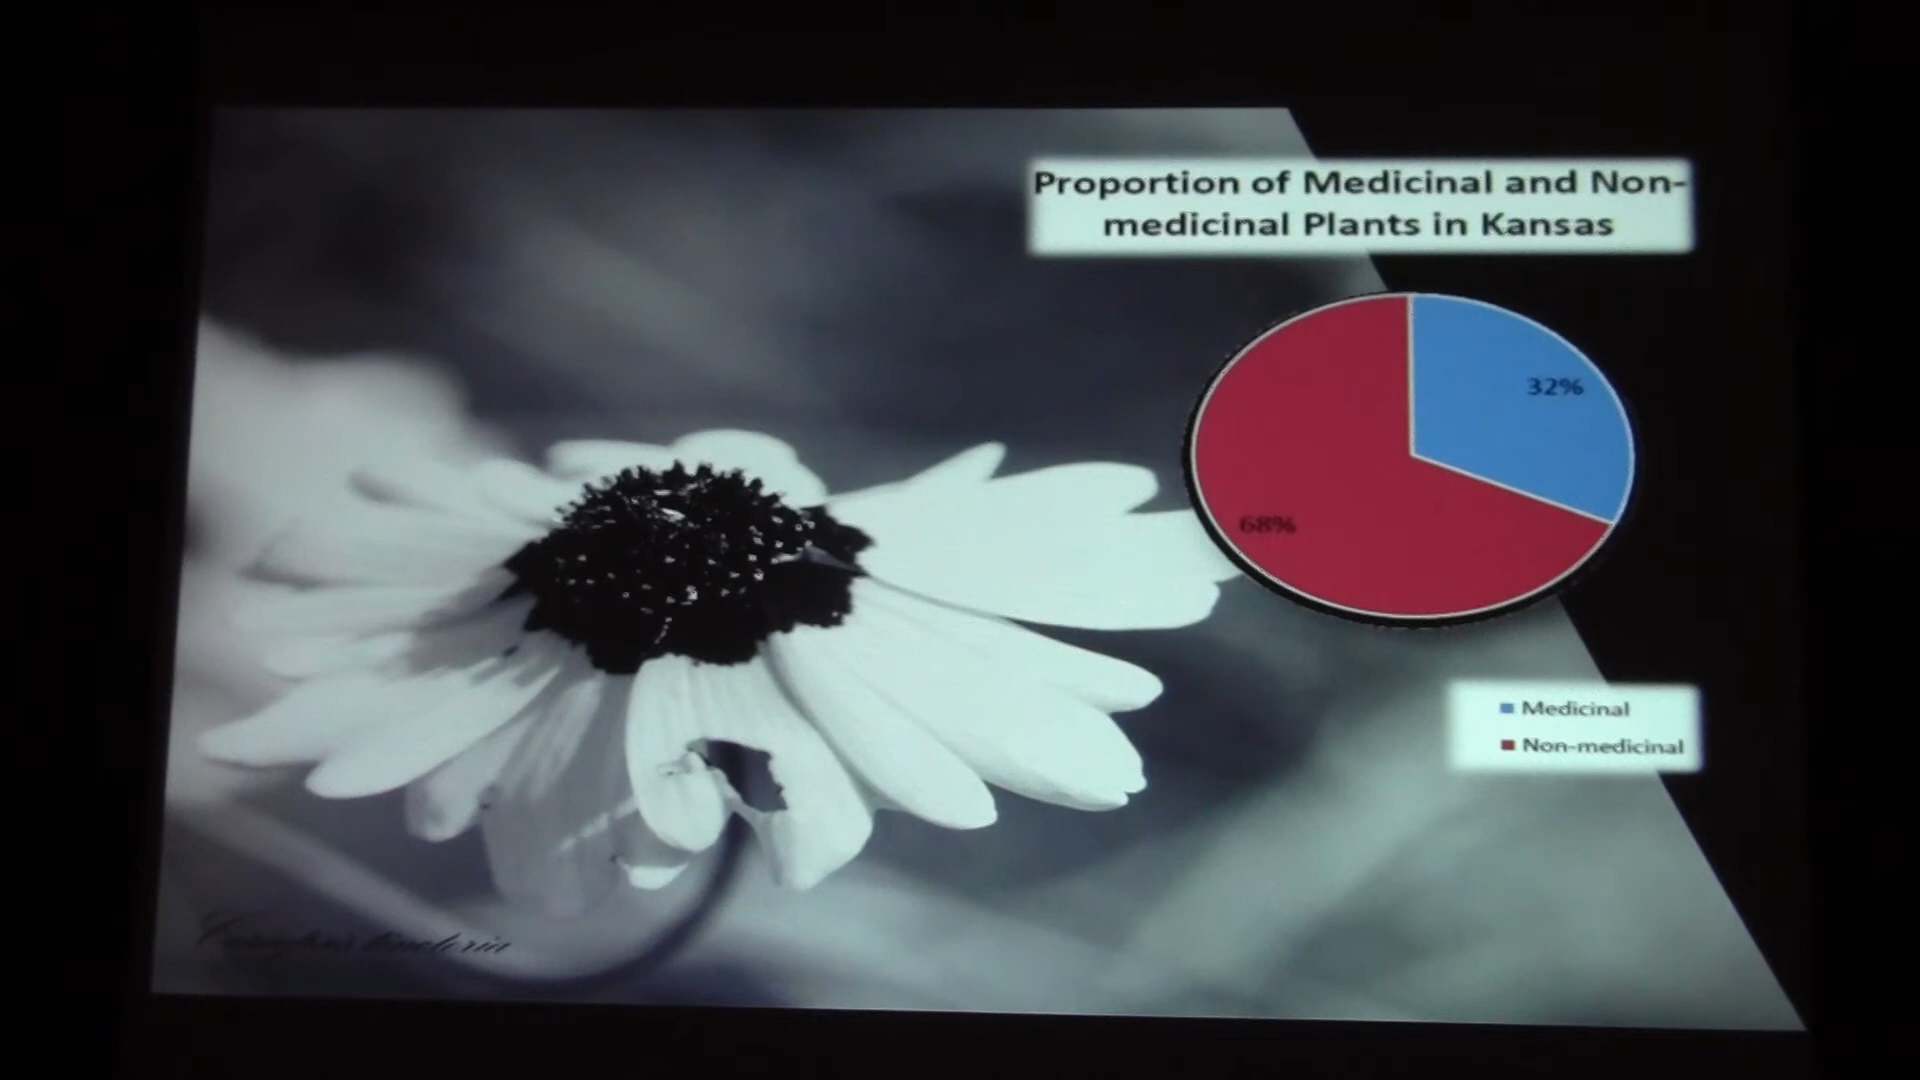 Proportion of Medicinal and Non-
medicinal Plants in Kansas
32%
68%
Medicinal
Non-medicinal